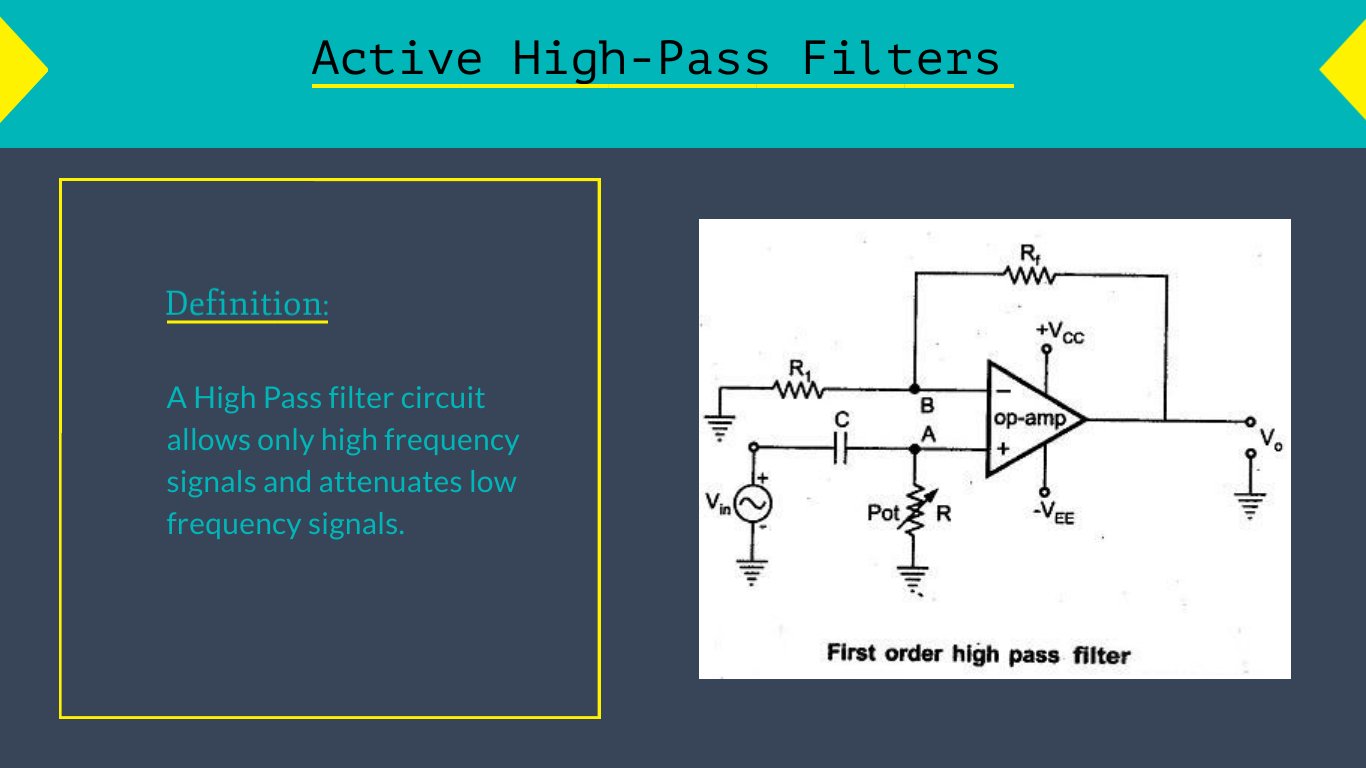 Active High-Pass Filters
Definition:
A High Pass filter circuit
allows only high frequency
signals and attenuates low
frequency signals.
Rf
+VCC
R1
B
−
op-amp
C
A
+
Vo
Vin
+
-
Pot
R
-VEE
First order high pass filter